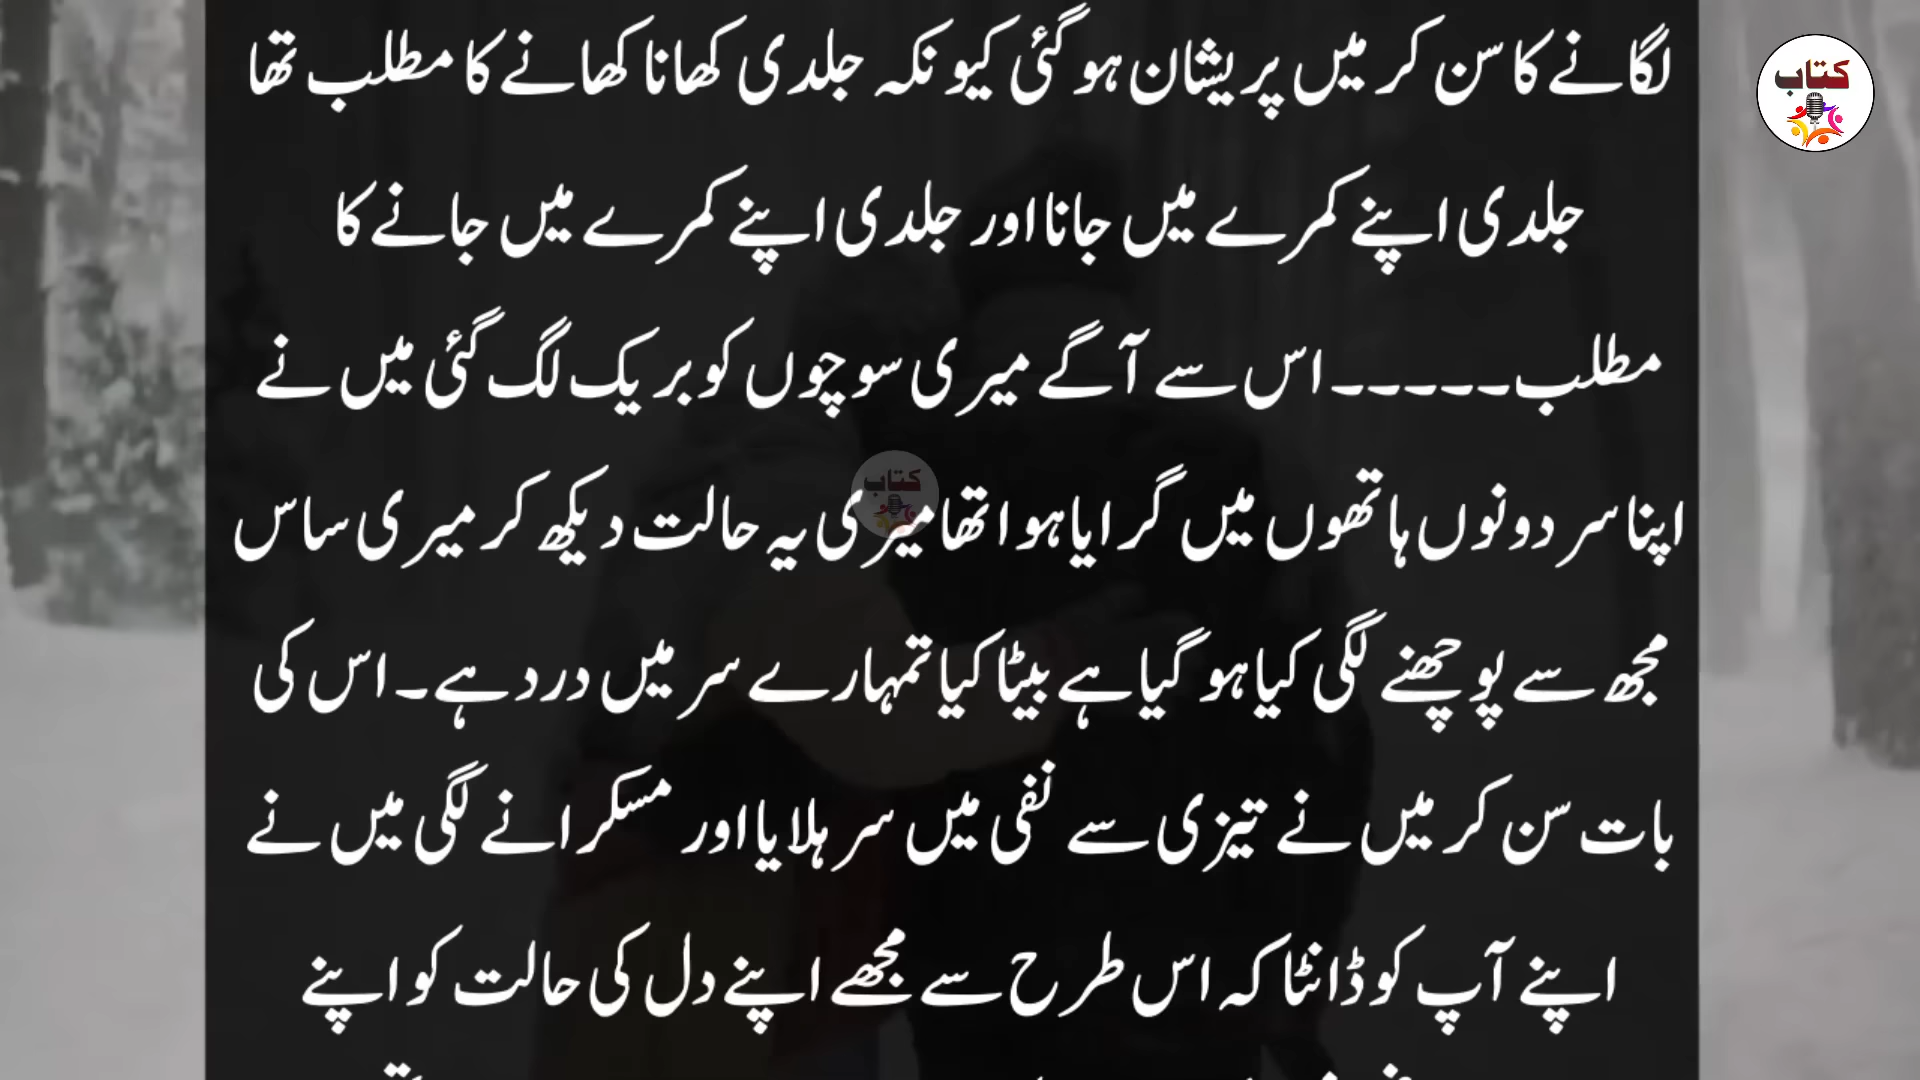 کتاب
لگانے کا سن کر میں پریشان ہو گئی کیونکہ جلدی کھانا کھانے کا مطلب تھا
جلدی اپنے کمرے میں جانا اور جلدی اپنے کمرے میں جانے کا
مطلب۔۔۔۔۔اس سے آگے میری سوچوں کو بریک لگ گئی میں نے
اپنا سر دونوں ہاتھوں میں گرایا ہوا تھا میری یہ حالت دیکھ کر میری ساس
کتاب
مجھ سے پوچھنے لگی کیا ہو گیا ہے بیٹا کیا تمہارے سر میں درد ہے۔ اس کی
بات سن کر میں نے تیزی سے نفی میں سر ہلایا اور مسکرانے لگی میں نے
اپنے آپ کو ڈانٹا کہ اس طرح سے مجھے اپنے دل کی حالت کو اپنے